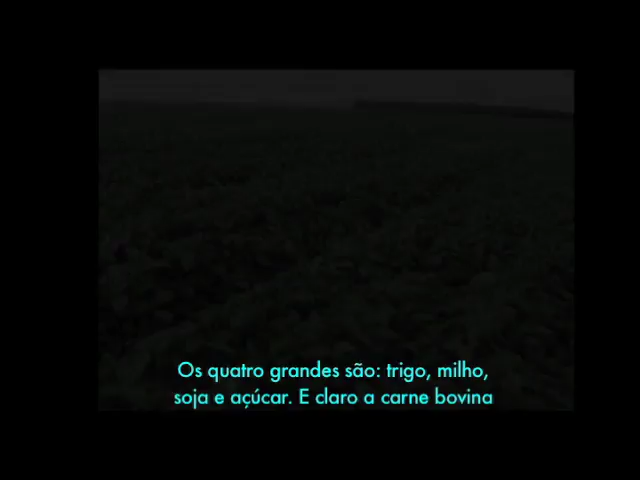 Os quatro grandes são: trigo, milho,
soja e açúcar. E claro a carne bovina